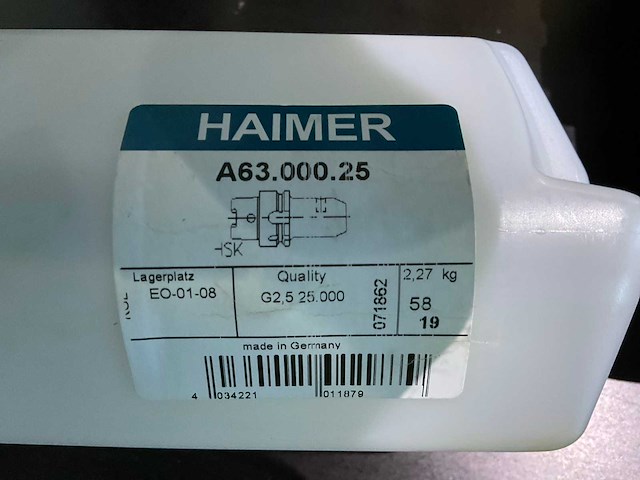 HAIMER
A63.000.25
HSK
Lagerplatz
EO-01-08
Quality
G2,5 25.000
071862
2,27 kg
58
19
made in Germany
4 034221 011879